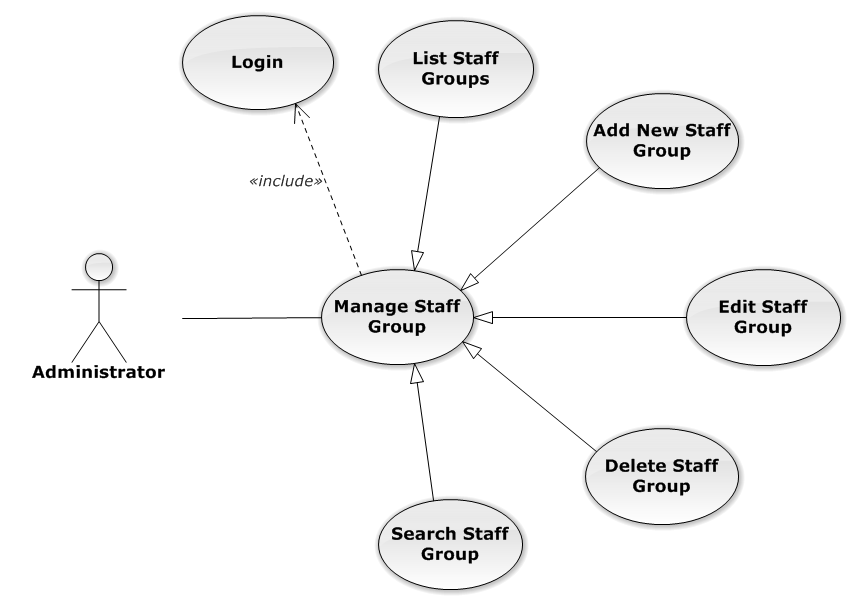 Login
List Staff
Groups
Add New Staff
Group
«include»
Manage Staff
Group
Edit Staff
Group
Administrator
Delete Staff
Group
Search Staff
Group